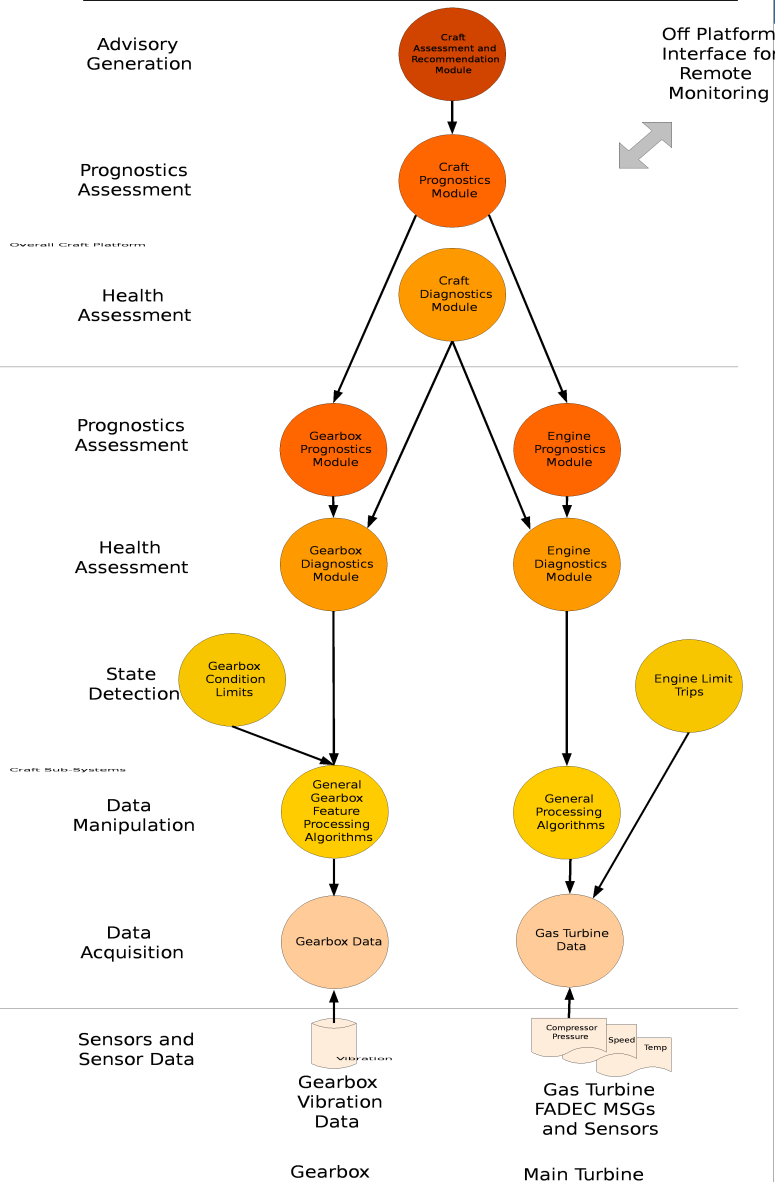 Advisory
Generation
Craft
Assessment and
Recommendation
Module
Off Platform
Interface for
Remote
Monitoring
Prognostics
Assessment
Craft
Prognostics
Module
Overall Craft Platform
Health
Assessment
Craft
Diagnostics
Module
Prognostics
Assessment
Gearbox
Prognostics
Module
Engine
Prognostics
Module
Health
Assessment
Gearbox
Diagnostics
Module
Engine
Diagnostics
Module
State
Detection
Gearbox
Condition
Limits
Engine Limit
Trips
Craft Sub-Systems
Data
Manipulation
General
Gearbox
Feature
Processing
Algorithms
General
Processing
Algorithms
Data
Acquisition
Gearbox Data
Gas Turbine
Data
Sensors and
Sensor Data
Vibration
Compressor
Pressure
Speed
Temp
Gearbox
Vibration
Data
Gas Turbine
FADEC MSGs
and Sensors
Gearbox
Main Turbine